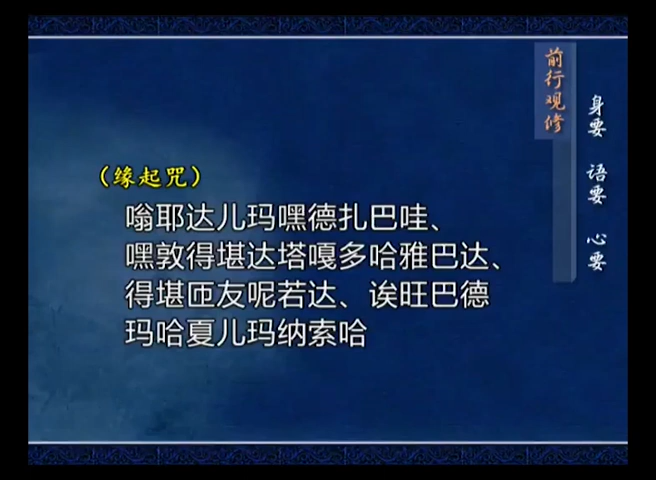 前行观修
身要 语要 心要
（缘起咒）
嗡耶达儿玛嘿德扎巴哇、
嘿敦得堪达塔嘎多哈雅巴达、
得堪匝友呢若达、诶旺巴德
玛哈夏儿玛纳索哈